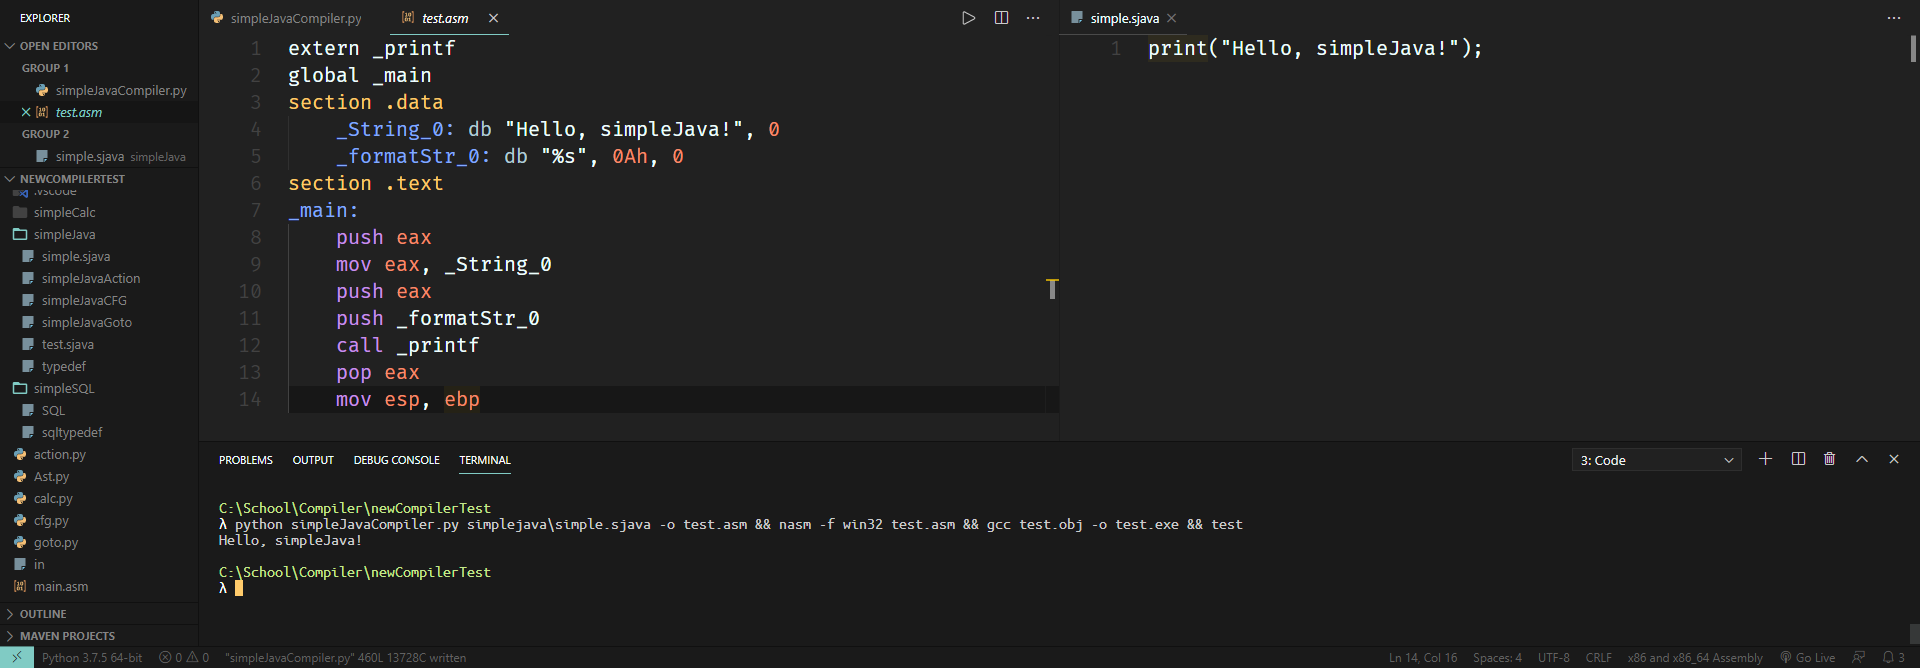 EXPLORER
OPEN EDITORS
GROUP 1
simpleJavaCompiler.py
test.asm
GROUP 2
simple.sjava simpleJava
NEWCOMPILERTEST
.vscode
simpleCalc
simpleJava
simple.sjava
simpleJavaAction
simpleJavaCFG
simpleJavaGoto
test.sjava
typedef
simpleSQL
SQL
sqltypedef
action.py
Ast.py
calc.py
cfg.py
goto.py
in
main.asm
OUTLINE
MAVEN PROJECTS
simpleJavaCompiler.py test.asm
1 extern _printf
2 global _main
3 section .data
4 _String_0: db "Hello, simpleJava!", 0
5 _formatStr_0: db "%s", 0Ah, 0
6 section .text
7 _main:
8 push eax
9 mov eax, _String_0
10 push eax
11 push _formatStr_0
12 call _printf
13 pop eax
14 mov esp, ebp
simple.sjava
1 print("Hello, simpleJava!");
PROBLEMS OUTPUT DEBUG CONSOLE TERMINAL 3: Code
C:\School\Compiler\newCompilerTest
λ python simpleJavaCompiler.py simplejava\simple.sjava -o test.asm && nasm -f win32 test.asm && gcc test.obj -o test.exe && test
Hello, simpleJava!
C:\School\Compiler\newCompilerTest
λ
Python 3.7.5 64-bit 0 0 "simpleJavaCompiler.py" 460L 13728C written Ln 14, Col 16 Spaces: 4 UTF-8 CRLF x86 and x86_64 Assembly Go Live 3